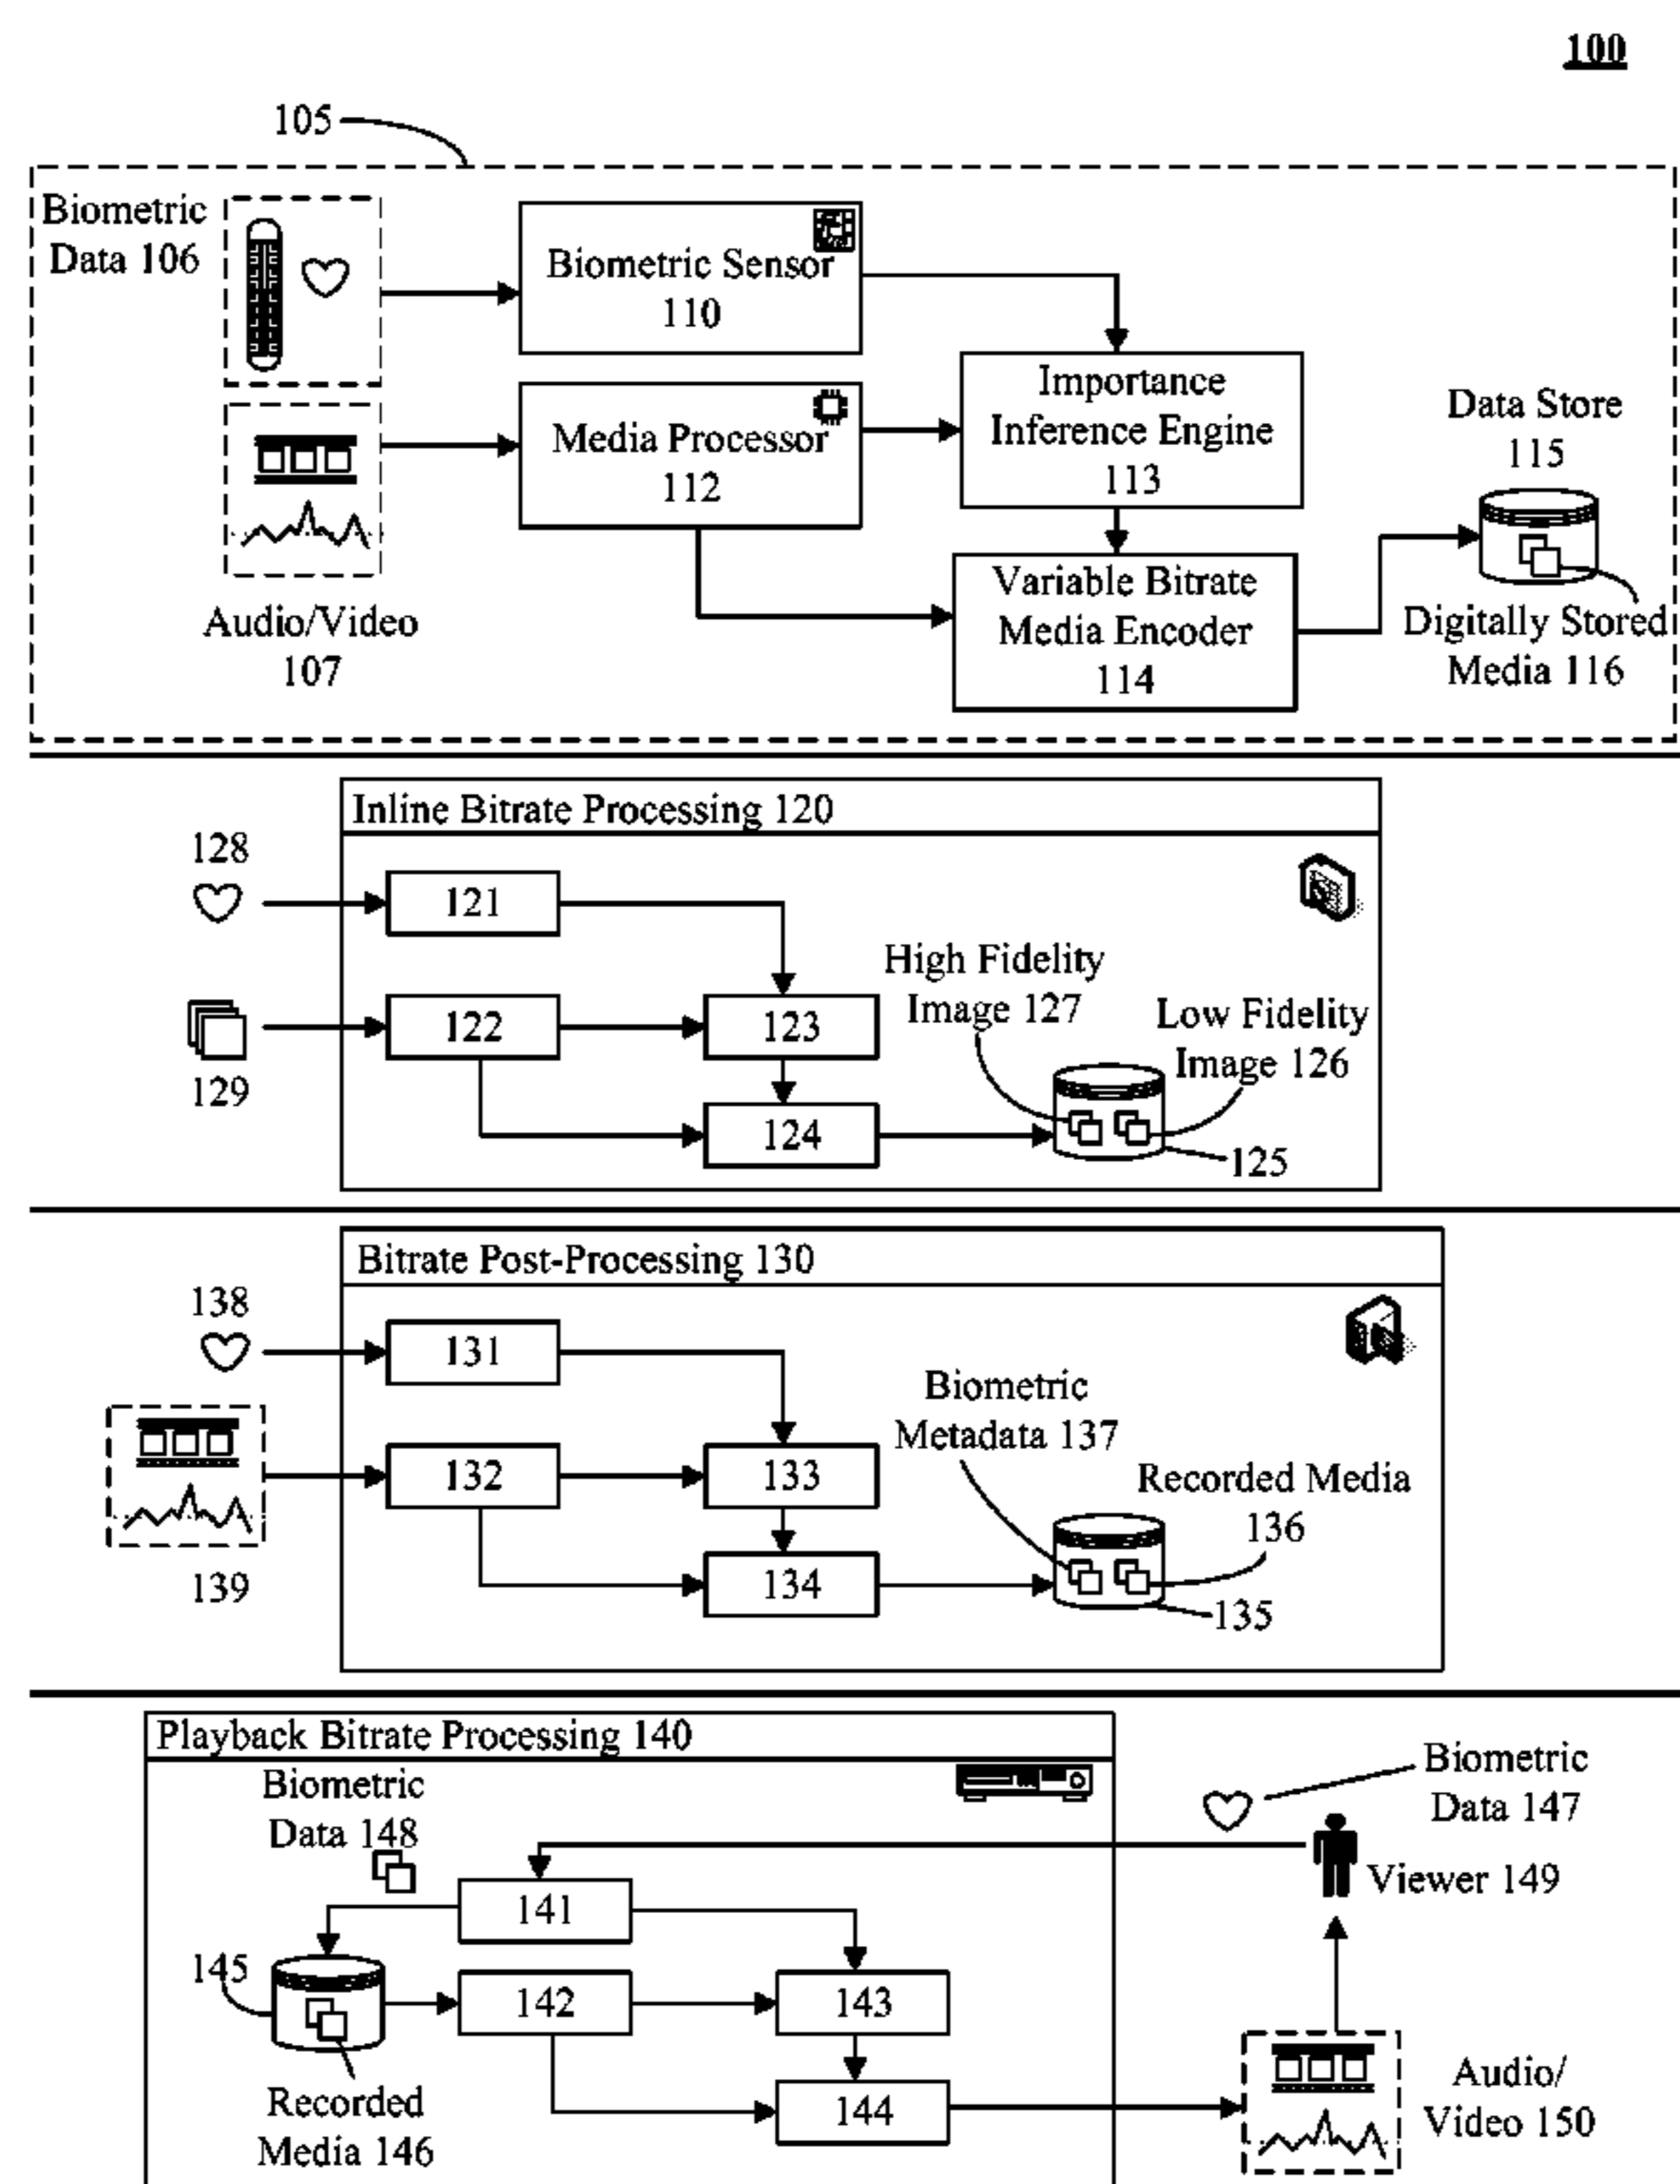 100
105
Biometric
Data 106
Biometric Sensor
110
Media Processor
112
Importance
Inference Engine
113
Data Store
115
Audio/Video
107
Variable Bitrate
Media Encoder
114
Digitally Stored
Media 116
Inline Bitrate Processing 120
128
121
High Fidelity
Image 127
Low Fidelity
Image 126
122
123
129
124
125
Bitrate Post-Processing 130
138
131
Biometric
Metadata 137
132
133
Recorded Media
136
139
134
135
Playback Bitrate Processing 140
Biometric
Data 148
Biometric
Data 147
Viewer 149
141
145
142
143
Recorded
Media 146
144
Audio/
Video 150